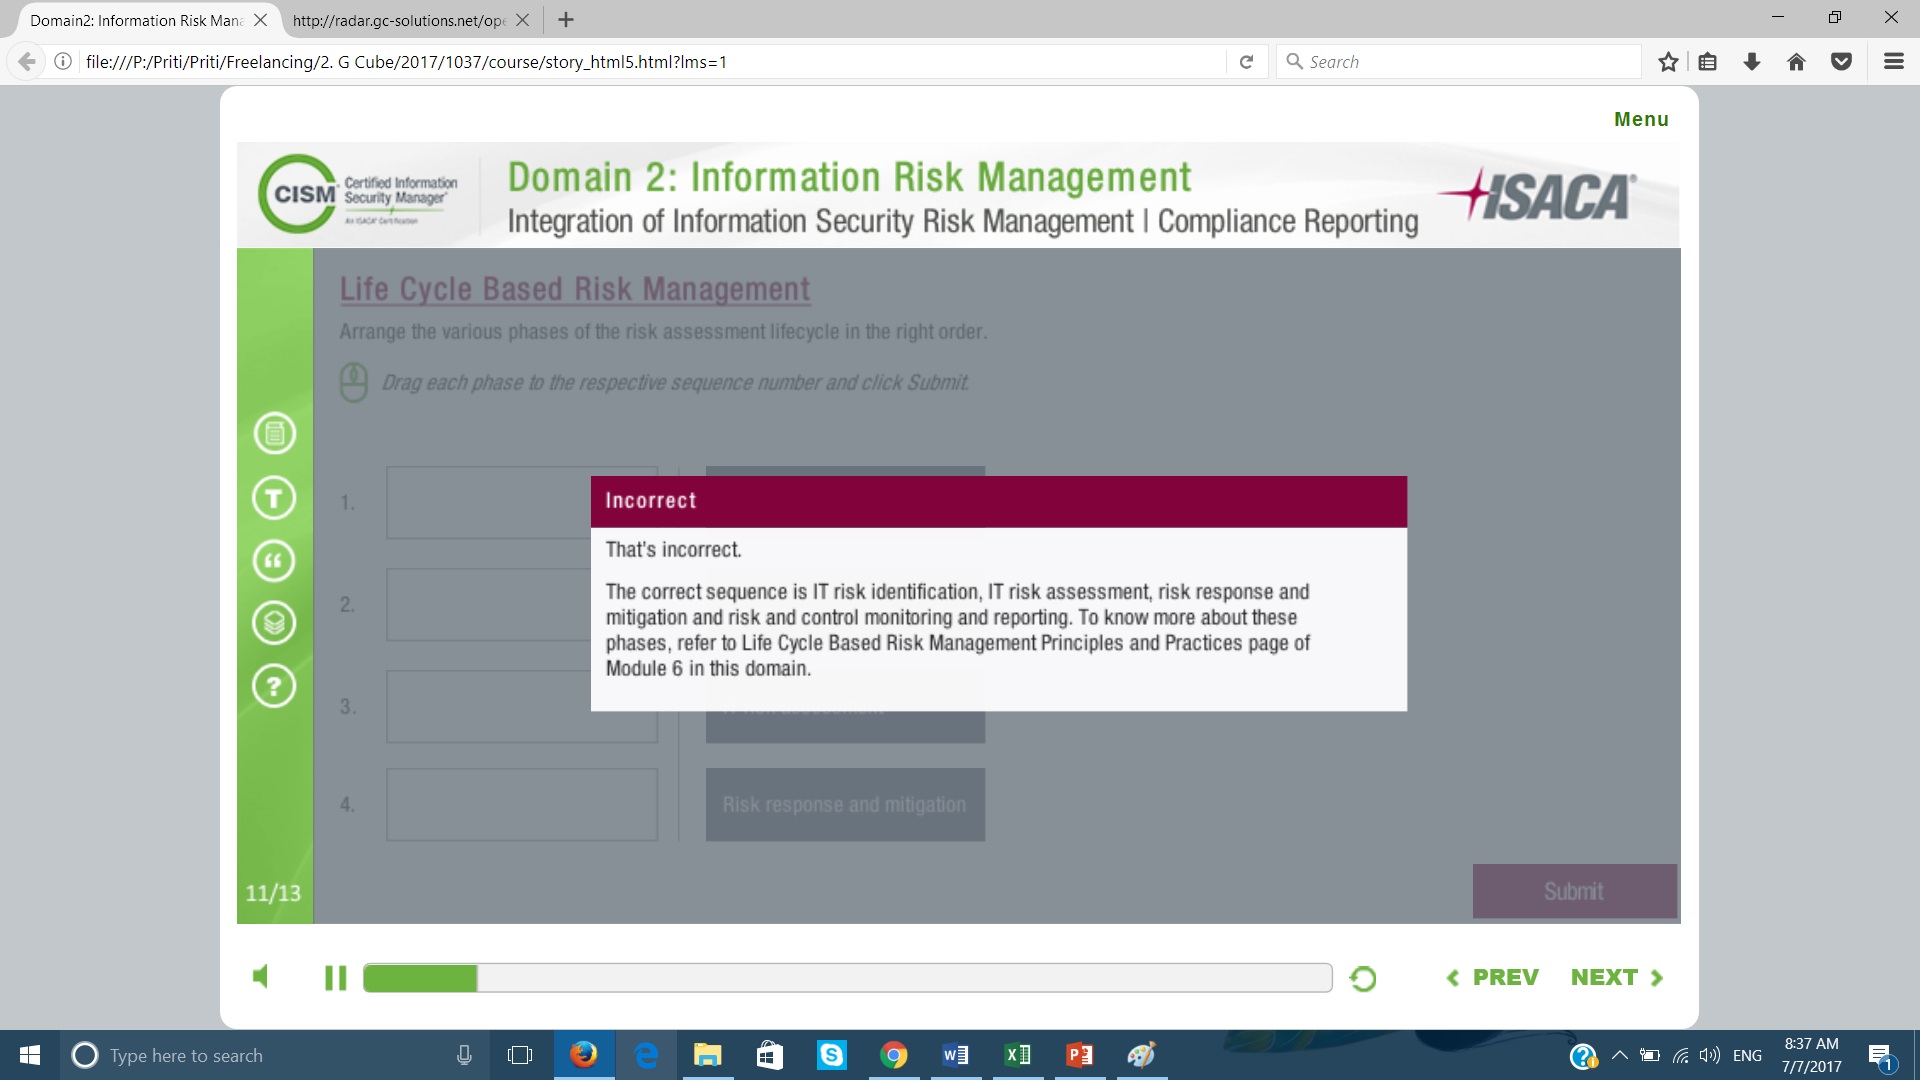 Domain2: Information Risk Mana
http://radar.gc-solutions.net/ope
file:///P:/Priti/Priti/Freelancing/2. G Cube/2017/1037/course/story_html5.html?lms=1
Search
Menu
CISM
Certified Information
Security Manager
An ISACA Certification
Domain 2: Information Risk Management
Integration of Information Security Risk Management | Compliance Reporting
ISACA®
Life Cycle Based Risk Management
Arrange the various phases of the risk assessment lifecycle in the right order.
Drag each phase to the respective sequence number and click Submit.
1.
Incorrect
That's incorrect.
The correct sequence is IT risk identification, IT risk assessment, risk response and
mitigation and risk and control monitoring and reporting. To know more about these
phases, refer to Life Cycle Based Risk Management Principles and Practices page of
Module 6 in this domain.
2.
3.
4.
Risk response and mitigation
11/13
Submit
PREV
NEXT
Type here to search
ENG
8:37 AM
7/7/2017
1